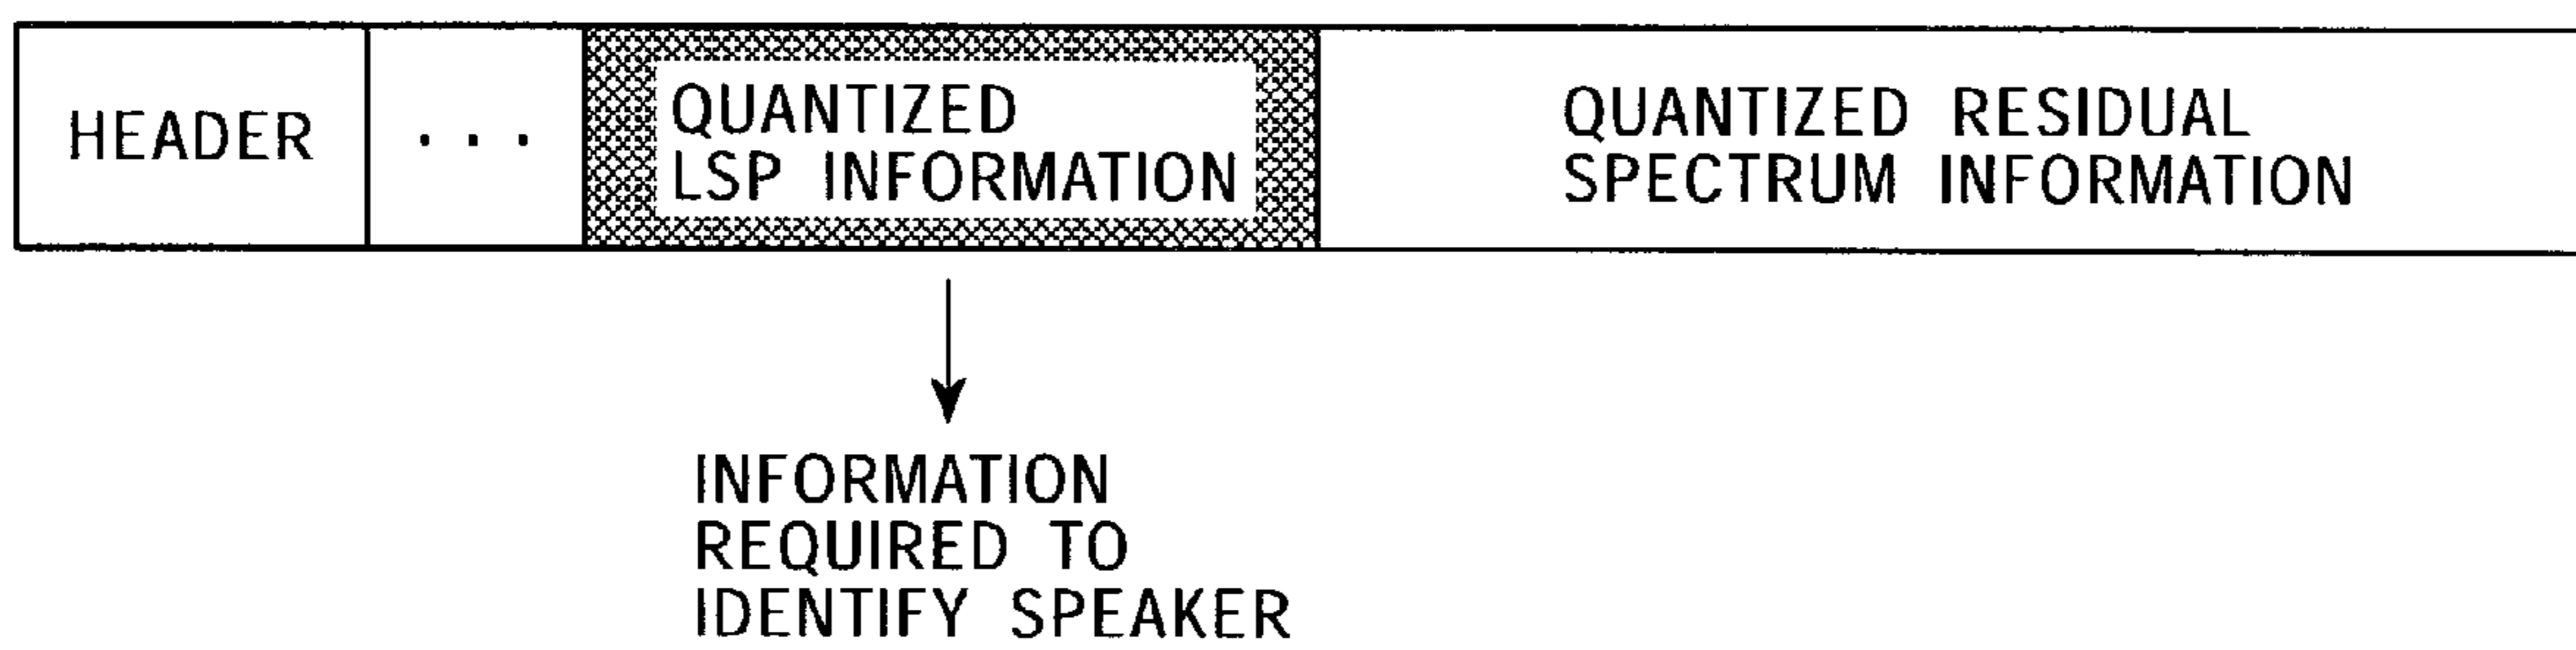 HEADER
...
QUANTIZED
LSP INFORMATION
QUANTIZED RESIDUAL
SPECTRUM INFORMATION
INFORMATION
REQUIRED TO
IDENTIFY SPEAKER